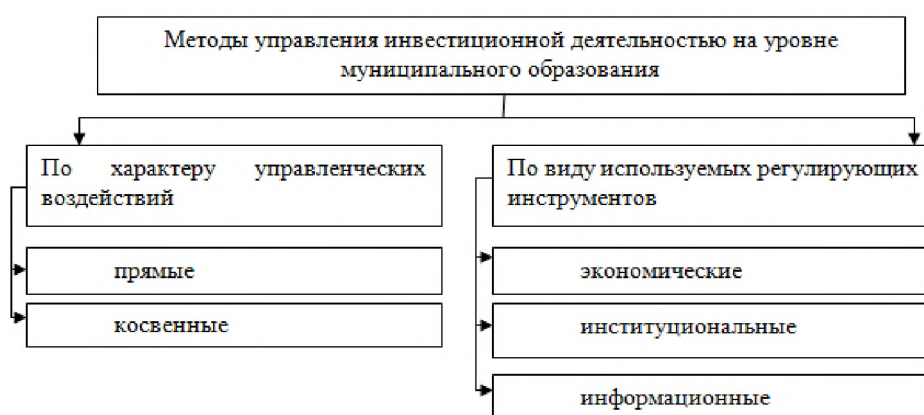 Методы управления инвестиционной деятельностью на уровне
муниципального образования
По характеру управленческих
воздействий
прямые
косвенные
По виду используемых регулирующих
инструментов
экономические
институциональные
информационные